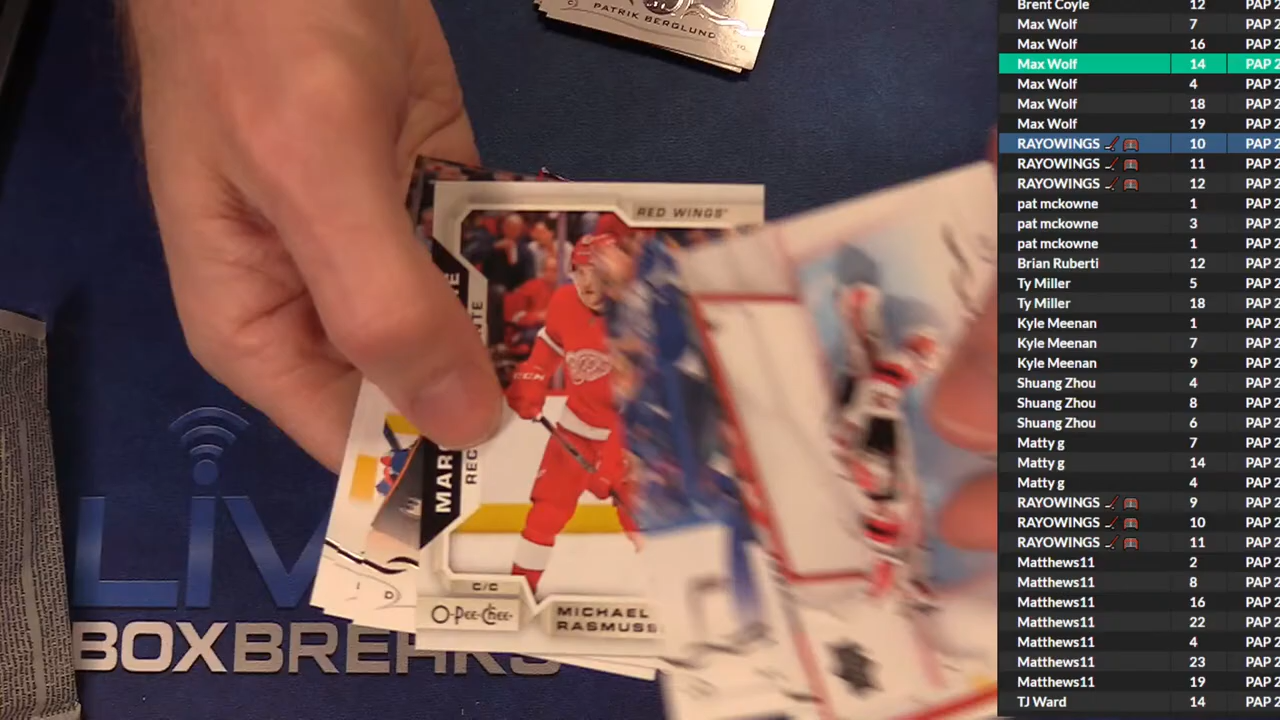 PATRIK BERGLUND
RED WINGS
MARC
RECRUE
CCM
C/C
O-PEE-CHEE
MICHAEL
RASMUSS
D
LiV
BOXBREAKS
Brent Coyle 12 PAP 2
Max Wolf 7 PAP 2
Max Wolf 16 PAP 2
Max Wolf 14 PAP 2
Max Wolf 4 PAP 2
Max Wolf 18 PAP 2
Max Wolf 19 PAP 2
RAYOWINGS 10 PAP 2
RAYOWINGS 11 PAP 2
RAYOWINGS 12 PAP 2
pat mckowne 1 PAP 2
pat mckowne 3 PAP 2
pat mckowne 1 PAP 2
Brian Ruberti 12 PAP 2
Ty Miller 5 PAP 2
Ty Miller 18 PAP 2
Kyle Meenan 1 PAP 2
Kyle Meenan 7 PAP 2
Kyle Meenan 9 PAP 2
Shuang Zhou 4 PAP 2
Shuang Zhou 8 PAP 2
Shuang Zhou 6 PAP 2
Matty g 7 PAP 2
Matty g 14 PAP 2
Matty g 4 PAP 2
RAYOWINGS 9 PAP 2
RAYOWINGS 10 PAP 2
RAYOWINGS 11 PAP 2
Matthews11 2 PAP 2
Matthews11 8 PAP 2
Matthews11 16 PAP 2
Matthews11 22 PAP 2
Matthews11 4 PAP 2
Matthews11 23 PAP 2
Matthews11 19 PAP 2
TJ Ward 14 PAP 2